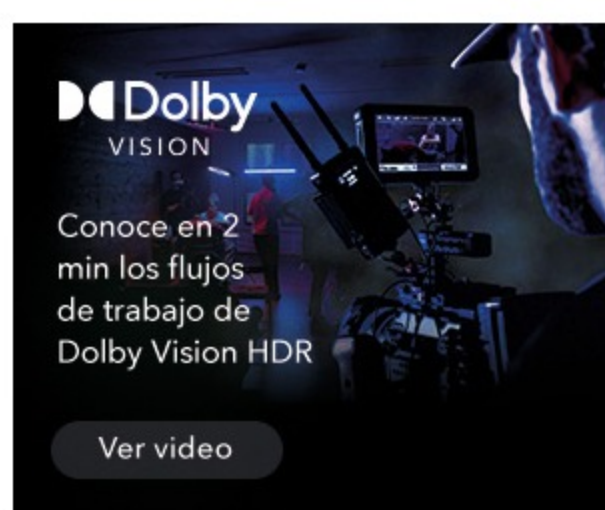 Dolby
VISION
Conoce en 2
min los flujos
de trabajo de
Dolby Vision HDR
Ver video